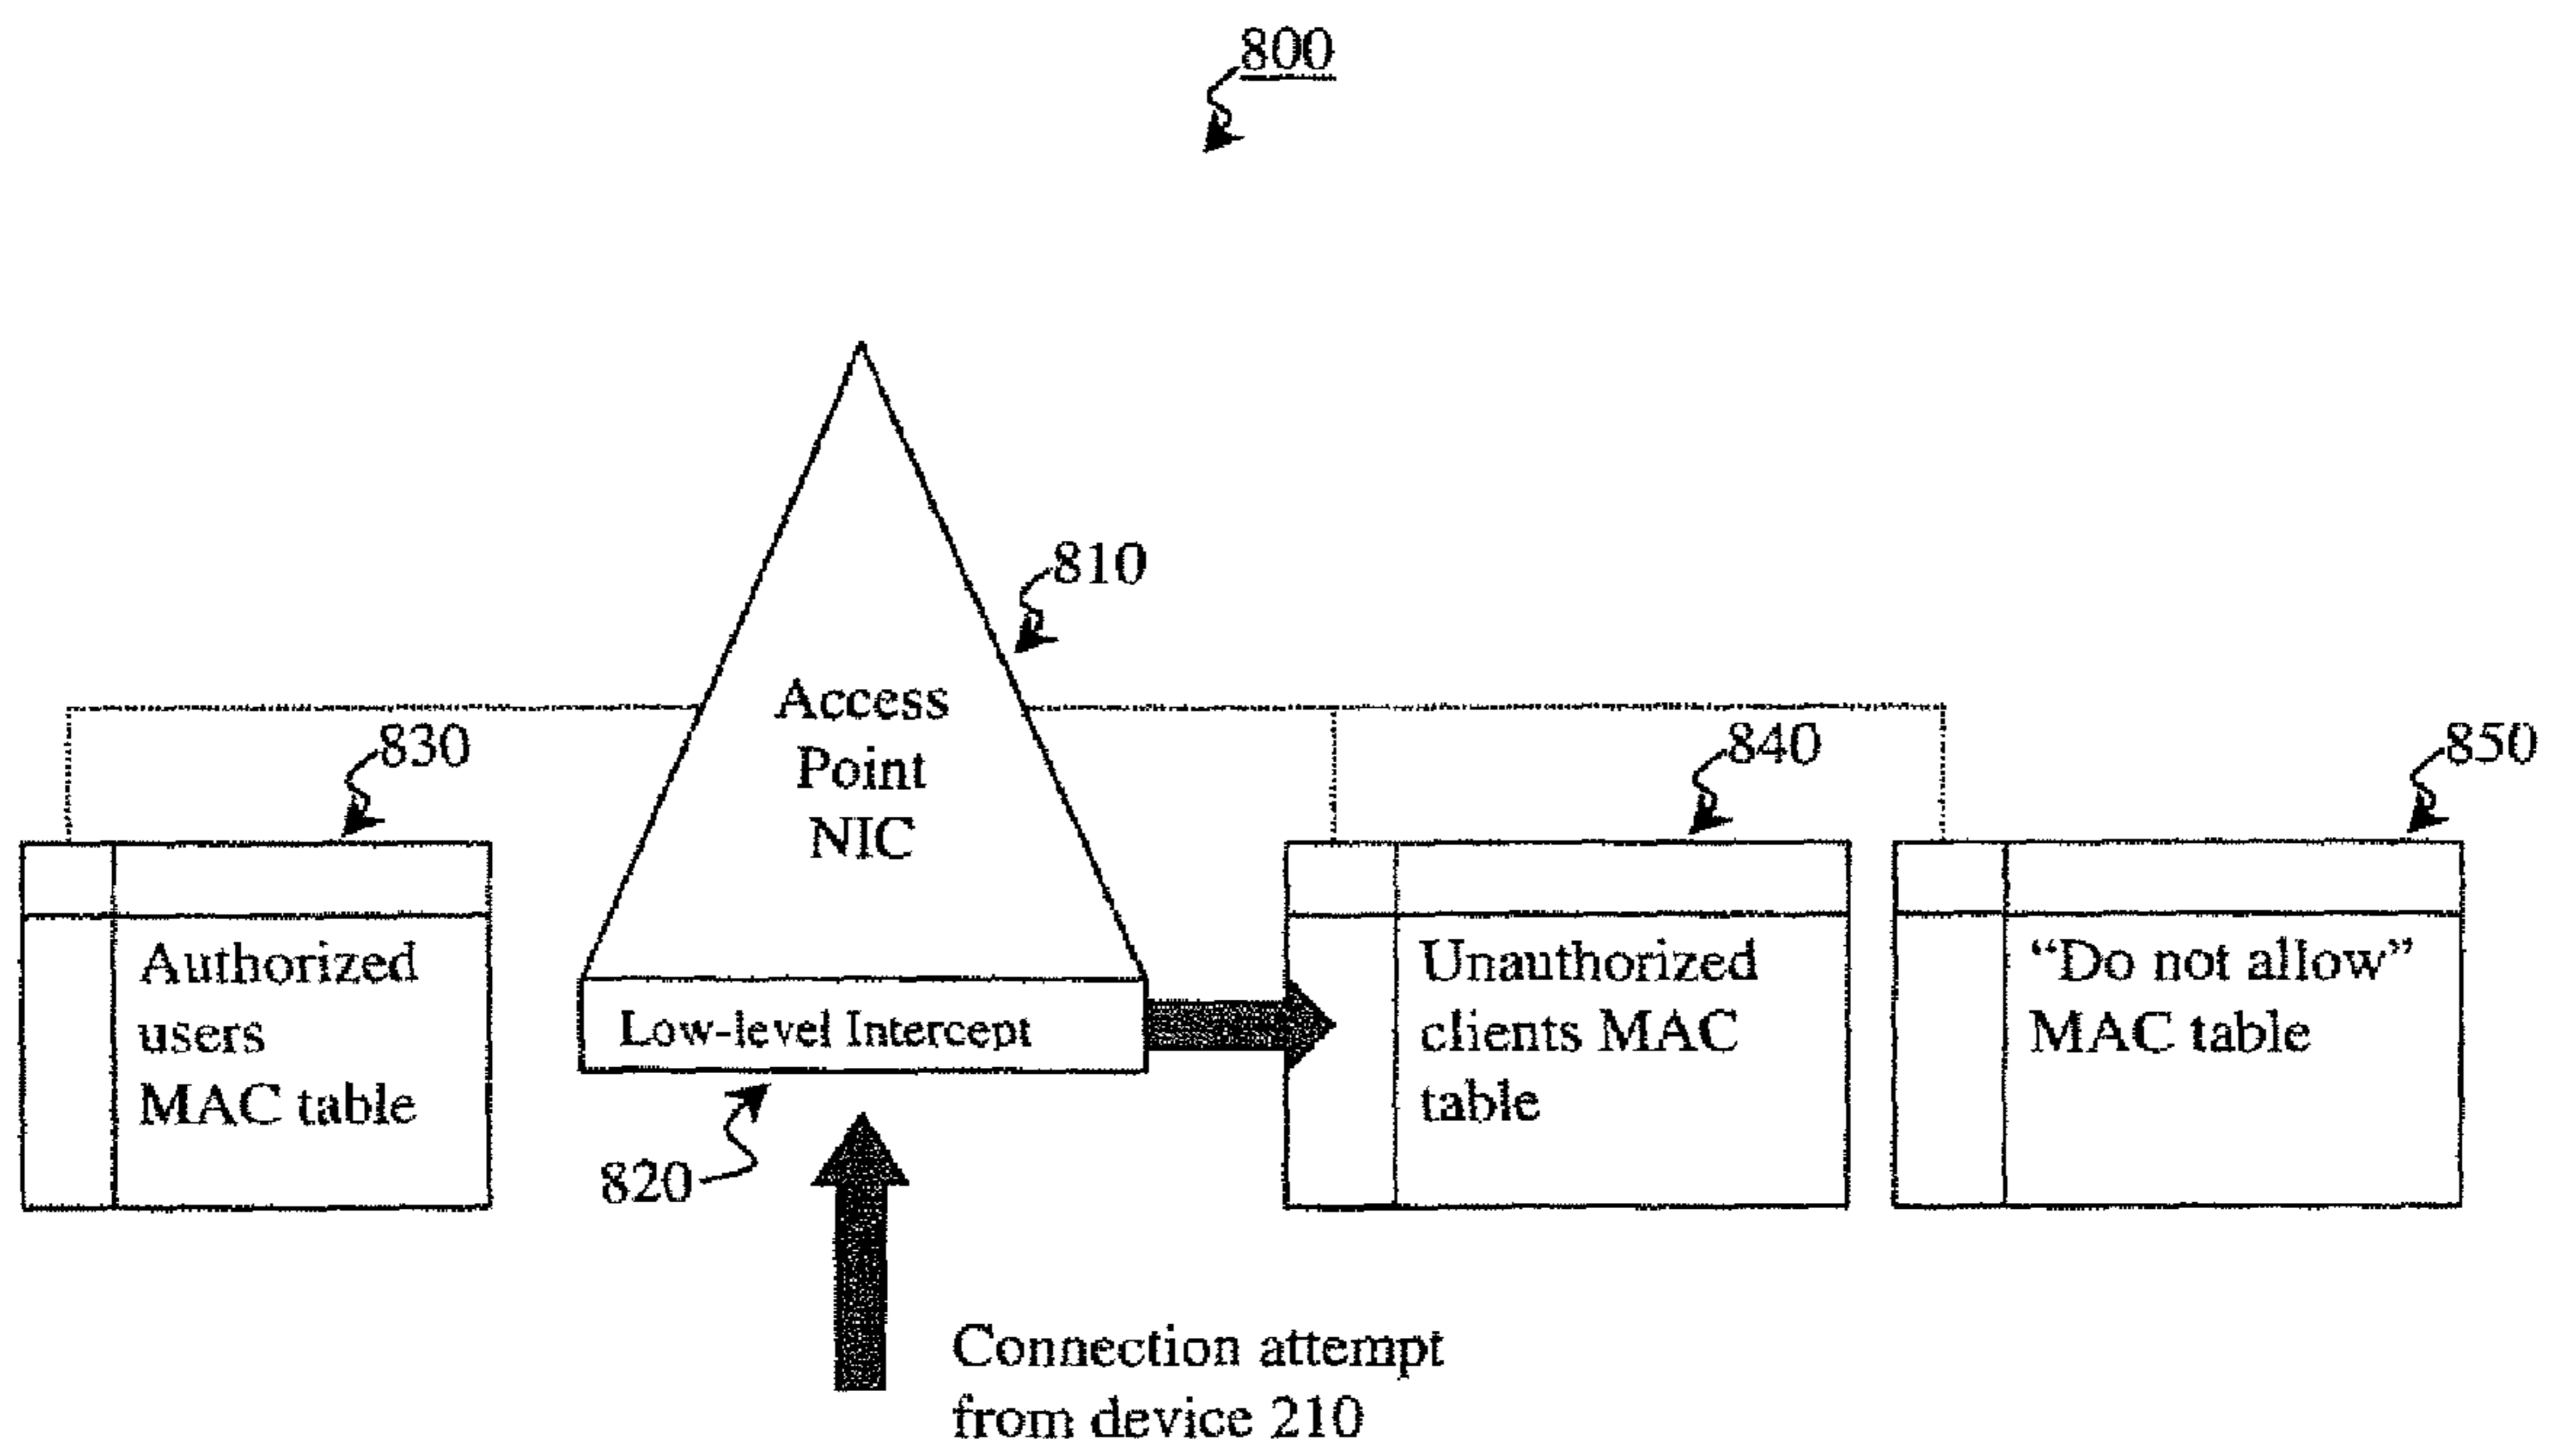 800
810
Access
Point
NIC
830
840
850
Authorized
users
MAC table
Low-level Intercept
Unauthorized
clients MAC
table
“Do not allow”
MAC table
820
Connection attempt
from device 210